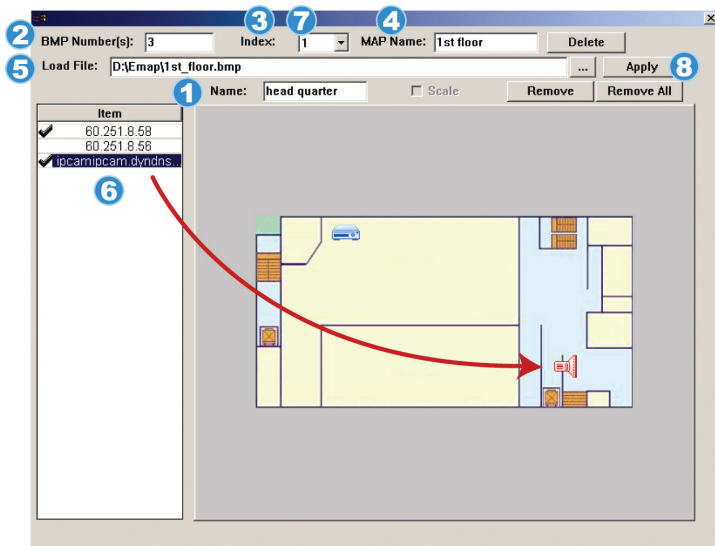 3 7 4
2 BMP Number(s): 3 Index: 1 MAP Name: 1st floor Delete
5 Load File: D:\Emap\1st_floor.bmp ... Apply 8
1 Name: head quarter Scale Remove Remove All
Item
60.251.8.58
60.251.8.56
ipcamipcam.dyndns...
6